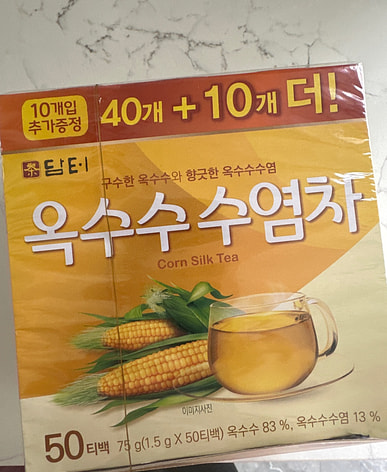 10개입
추가증정
40개 + 10개 더!
담터
구수한 옥수수와 향긋한 옥수수수염
옥수수 수염차
Corn Silk Tea
이미지사진
50티백 75 g(1.5 g X 50티백) 옥수수 83 %, 옥수수수염 13 %